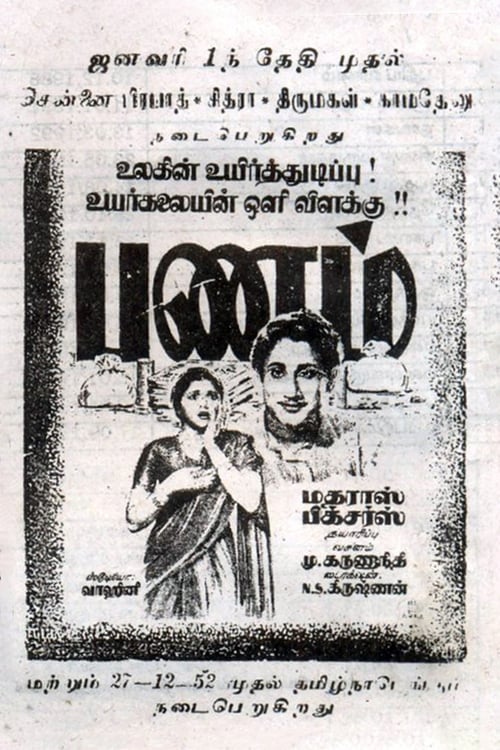 ஜனவரி 1ந் தேதி முதல்
சென்னை பிரபாத் * சித்ரா * திருமகள் * காமதேனு
நடைபெறுகிறது
உலகின் உயிர்த்துடிப்பு !
உயர்கலையின் ஒளி விளக்கு !!
பணம்
மதராஸ்
பிக்சர்ஸ்
தயாரிப்பு
வசனம்
மு. கருணாநிதி
டைரக்‌ஷன்
N.S. கிருஷ்ணன்
ஸ்டுடியோ
வாஹினி
மற்றும் 27-12-52 முதல்
நடைபெறுகிறது